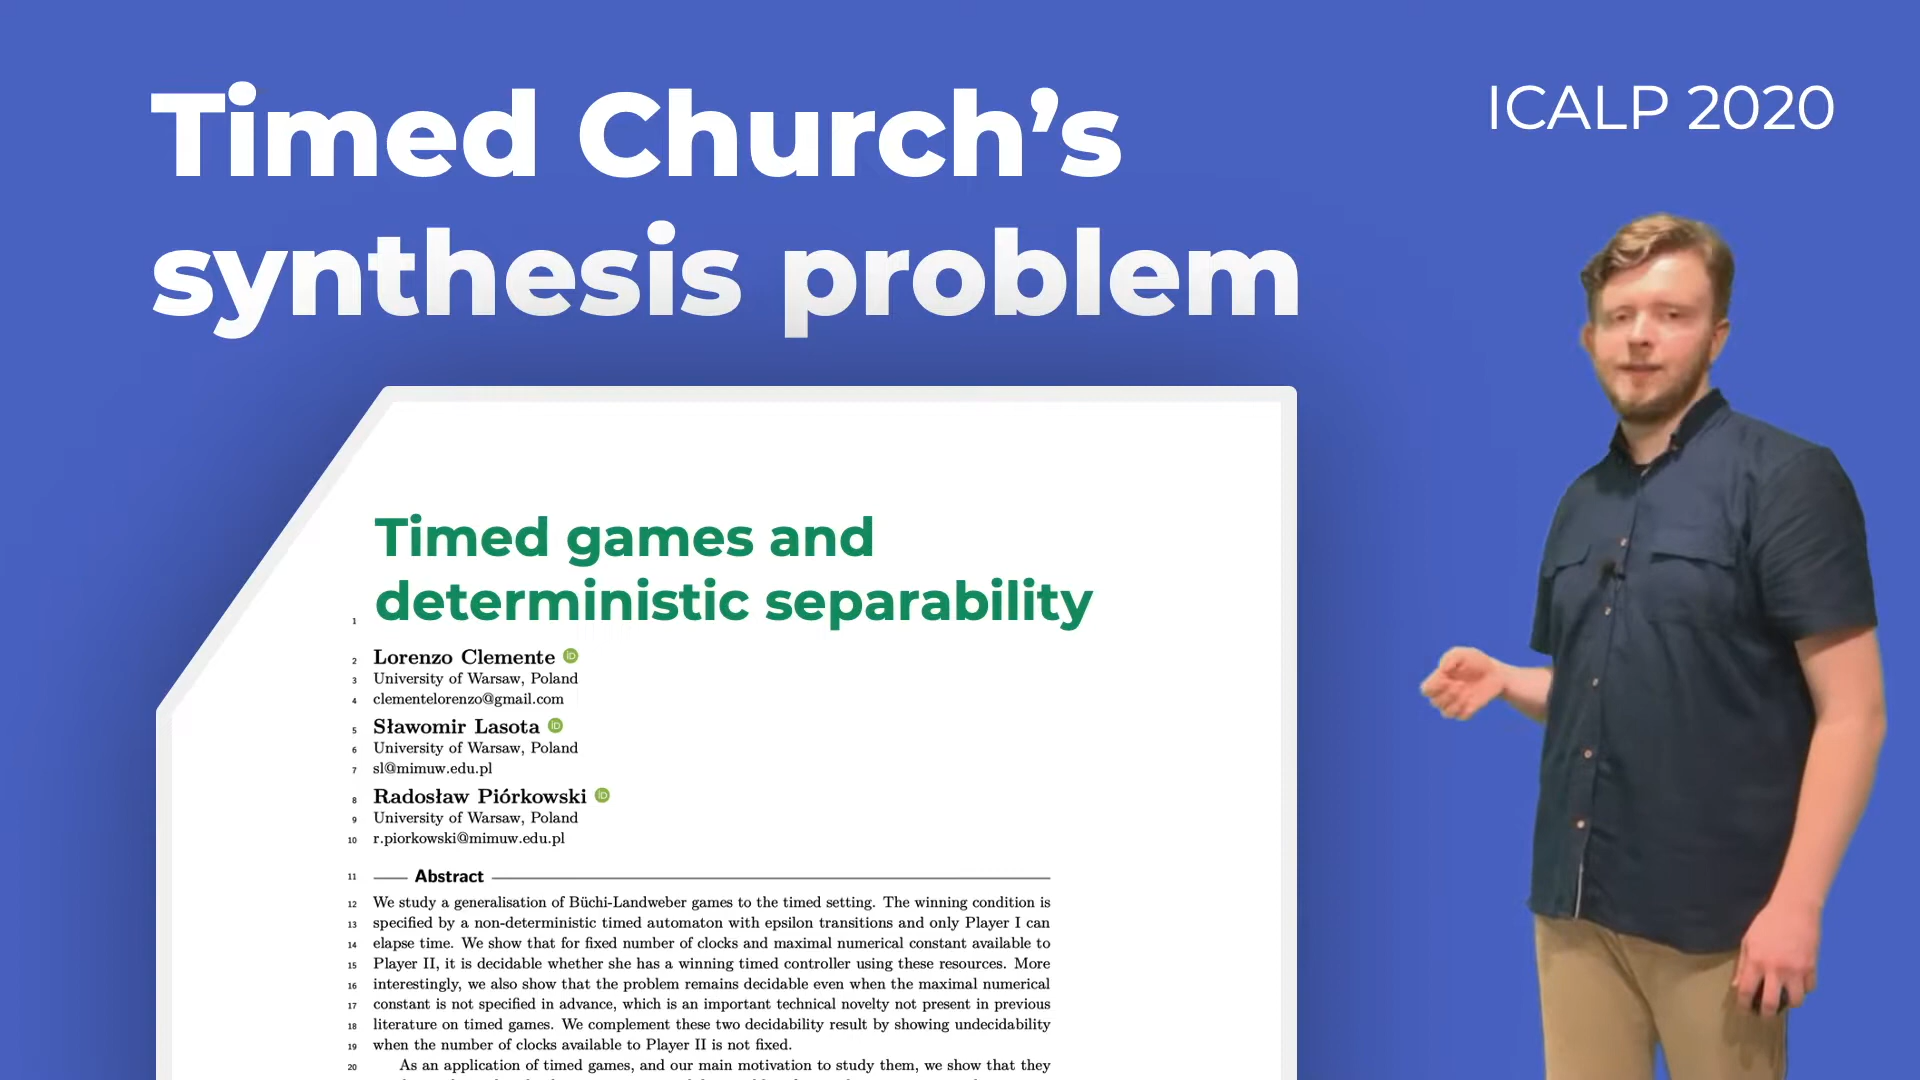 Timed Church’s
synthesis problem
ICALP 2020
Timed games and
1 deterministic separability
2 Lorenzo Clemente iD
3 University of Warsaw, Poland
4 clementelorenzo@gmail.com
5 Sławomir Lasota iD
6 University of Warsaw, Poland
7 sl@mimuw.edu.pl
8 Radosław Piórkowski iD
9 University of Warsaw, Poland
10 r.piorkowski@mimuw.edu.pl
11 Abstract
12 We study a generalisation of Büchi-Landweber games to the timed setting. The winning condition is
13 specified by a non-deterministic timed automaton with epsilon transitions and only Player I can
14 elapse time. We show that for fixed number of clocks and maximal numerical constant available to
15 Player II, it is decidable whether she has a winning timed controller using these resources. More
16 interestingly, we also show that the problem remains decidable even when the maximal numerical
17 constant is not specified in advance, which is an important technical novelty not present in previous
18 literature on timed games. We complement these two decidability result by showing undecidability
19 when the number of clocks available to Player II is not fixed.
20 As an application of timed games, and our main motivation to study them, we show that they